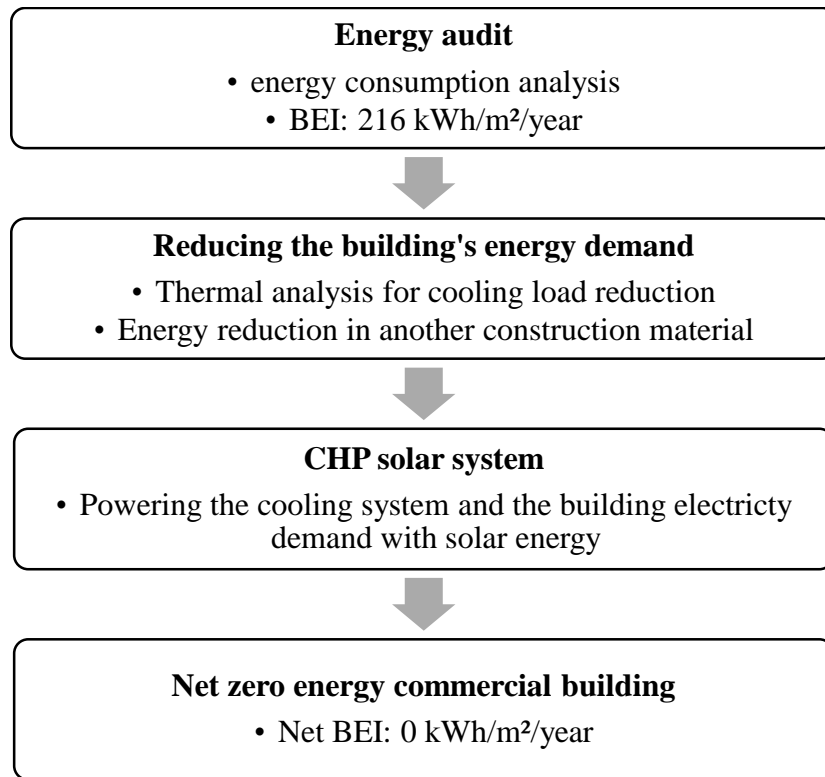 Energy audit
• energy consumption analysis
• BEI: 216 kWh/m²/year
Reducing the building's energy demand
• Thermal analysis for cooling load reduction
• Energy reduction in another construction material
CHP solar system
• Powering the cooling system and the building electricty
demand with solar energy
Net zero energy commercial building
• Net BEI: 0 kWh/m²/year